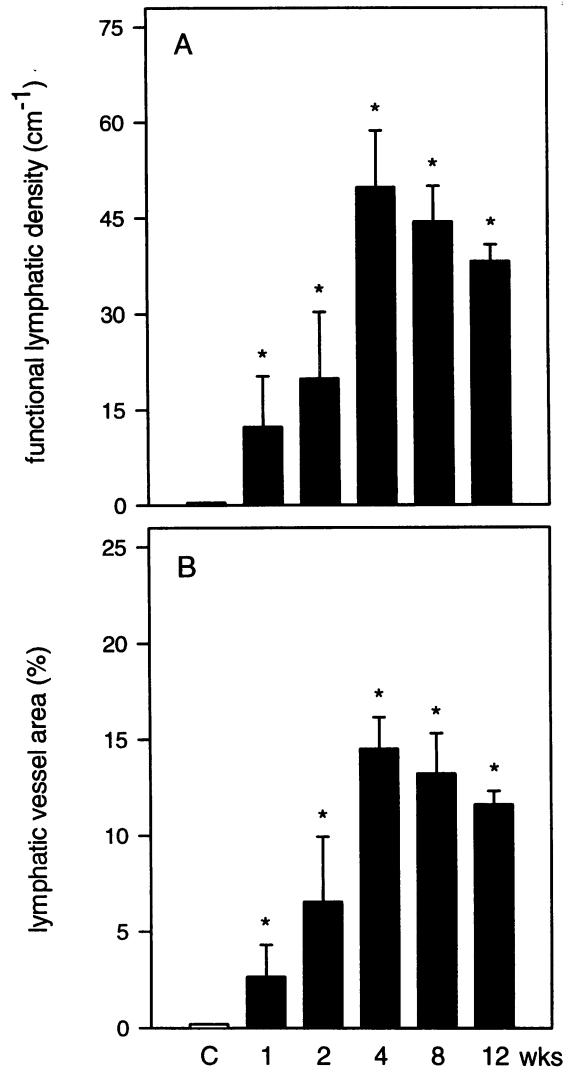 75
A
60
45
30
15
0
functional lymphatic density (cm⁻¹)
* * * * *
25
B
20
15
10
5
0
lymphatic vessel area (%)
* * * * *
C 1 2 4 8 12 wks